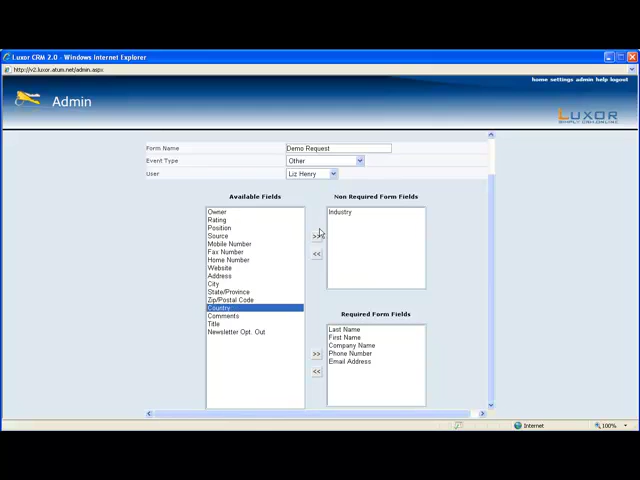 Luxor CRM 2.0 - Windows Internet Explorer
http://v2.luxor.atum.net/admin.aspx
home settings admin help logout
Admin
LUXOR
SIMPLY CRM.ONLINE
Form Name Demo Request
Event Type Other
User Liz Henry
Available Fields
Owner
Rating
Position
Source
Mobile Number
Fax Number
Home Number
Website
Address
City
State/Province
Zip/Postal Code
Country
Comments
Title
Newsletter Opt. Out
>>
<<
Non Required Form Fields
Industry
Required Form Fields
Last Name
First Name
Company Name
Phone Number
Email Address
>>
<<
Internet
100%